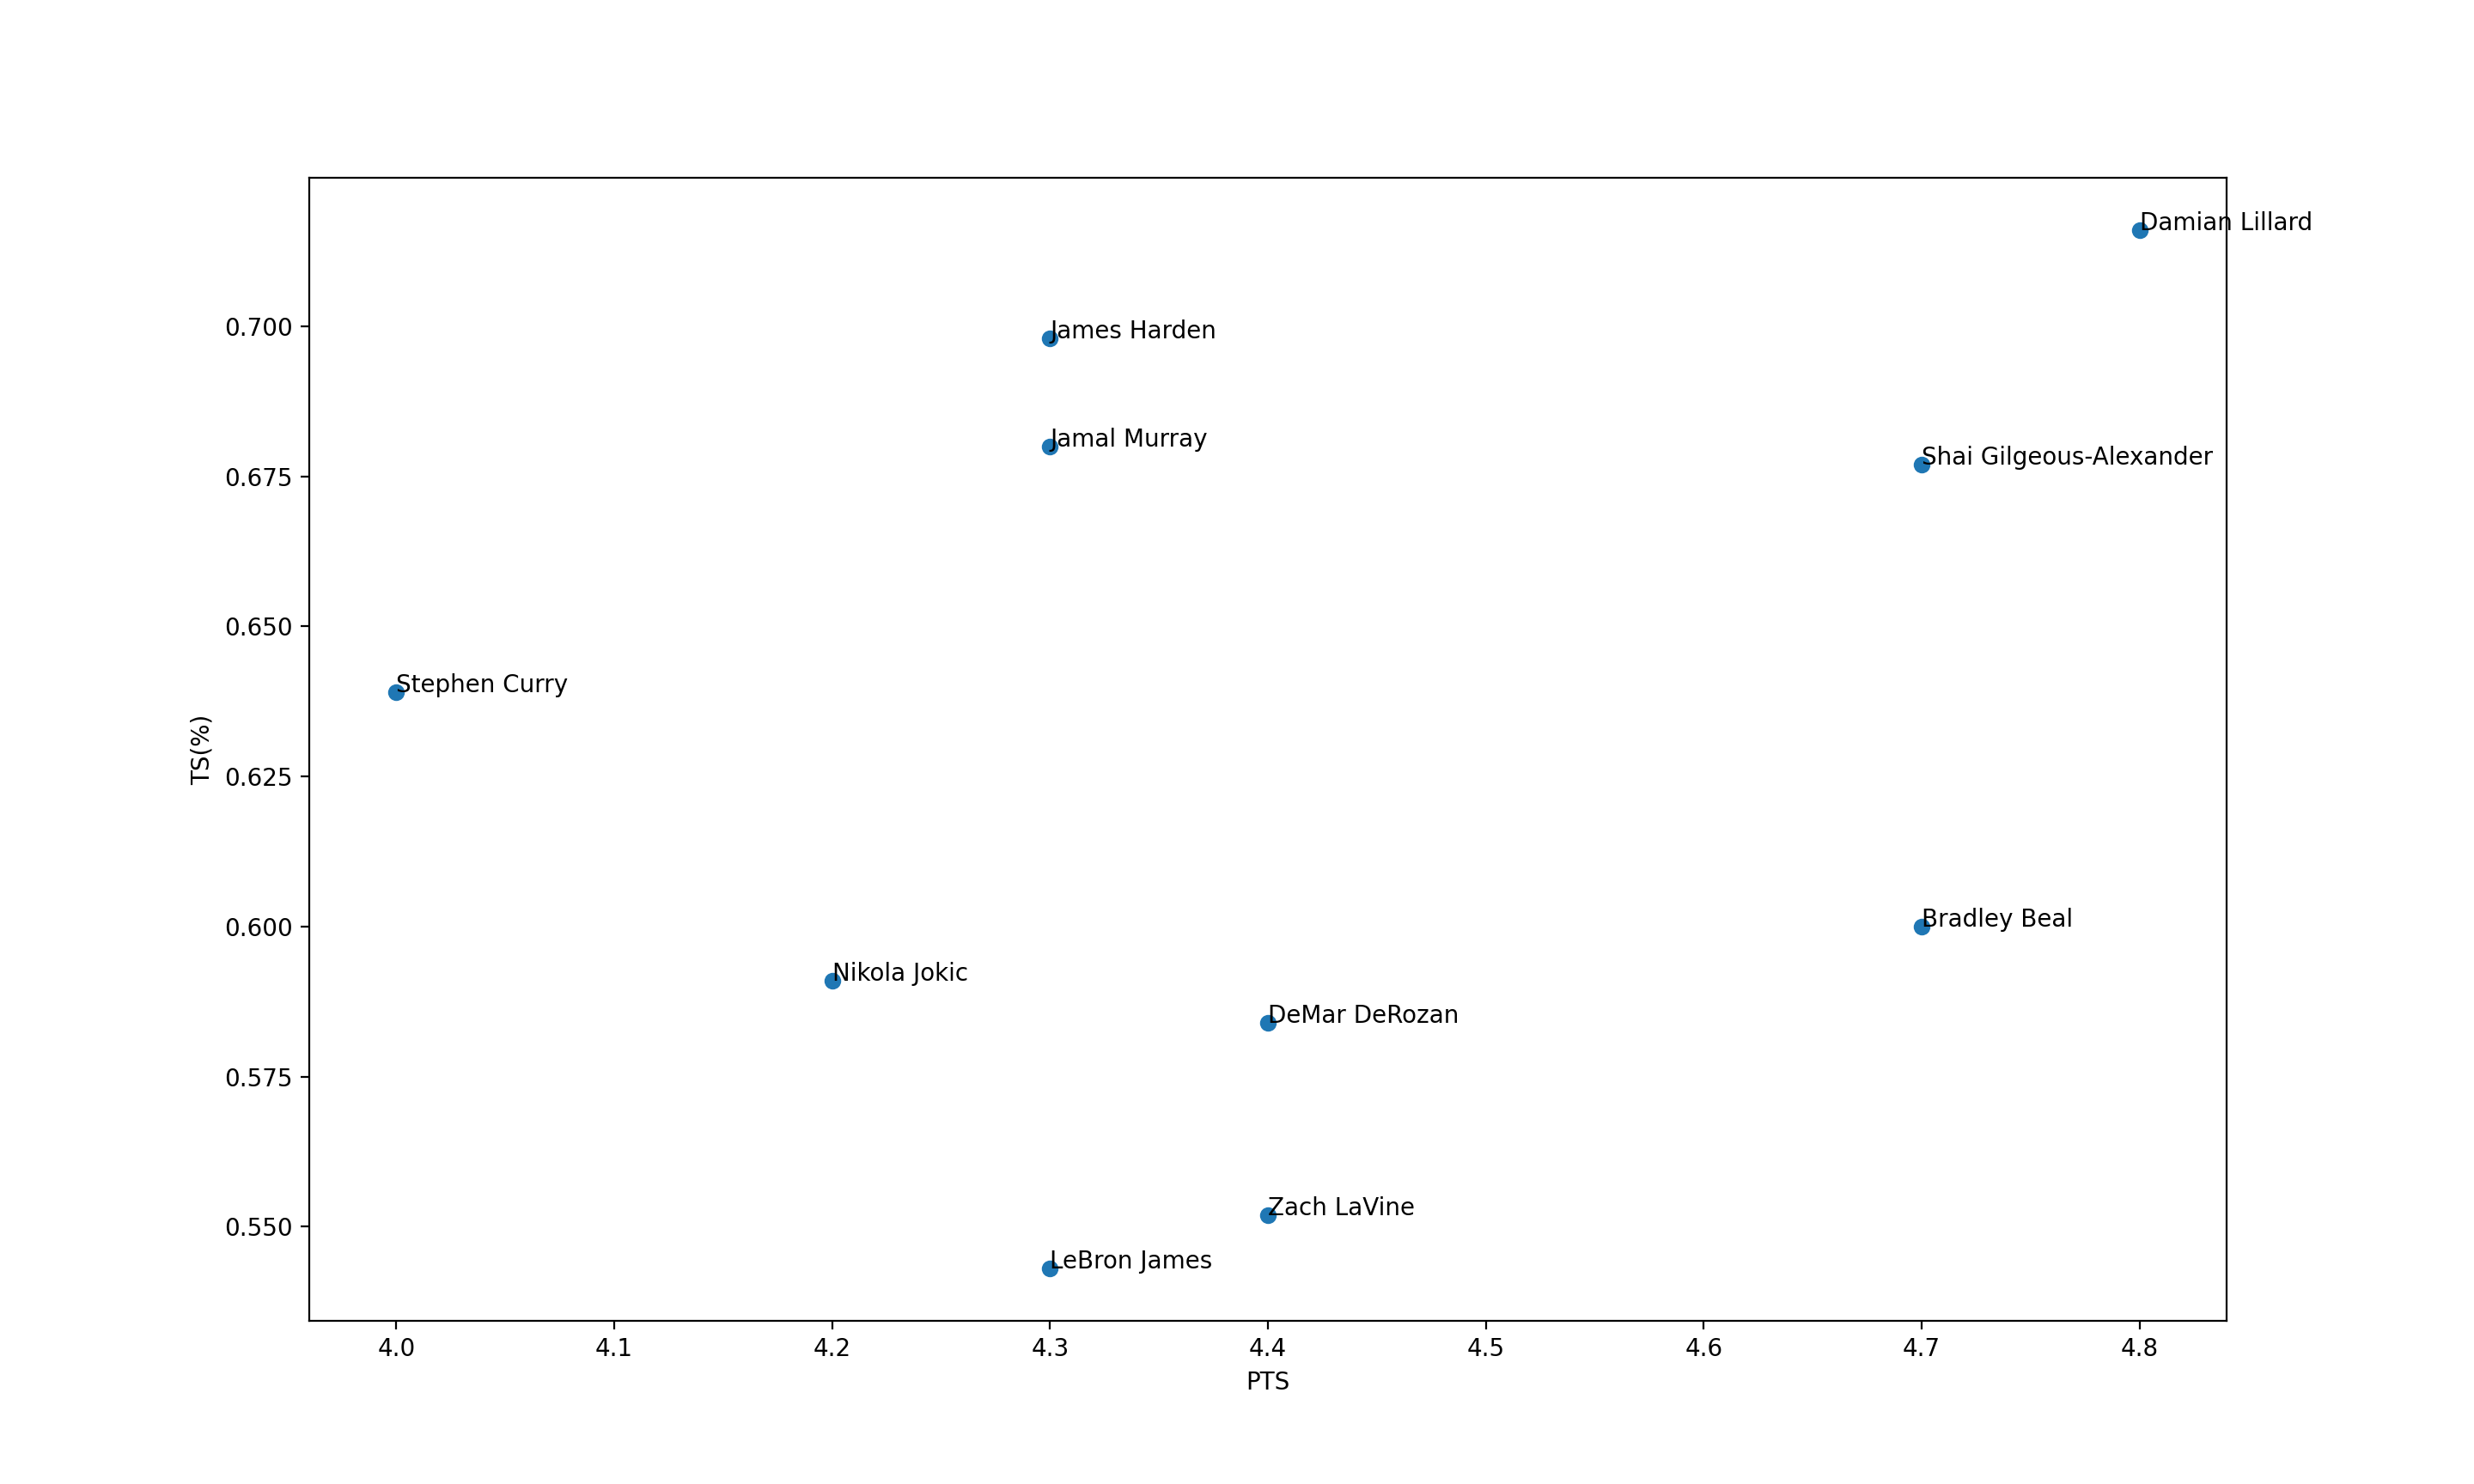 Damian Lillard
0.700
James Harden
Jamal Murray
Shai Gilgeous-Alexander
0.675
0.650
Stephen Curry
TS(%)
0.625
0.600
Bradley Beal
Nikola Jokic
DeMar DeRozan
0.575
Zach LaVine
0.550
LeBron James
4.0 4.1 4.2 4.3 4.4 4.5 4.6 4.7 4.8
PTS